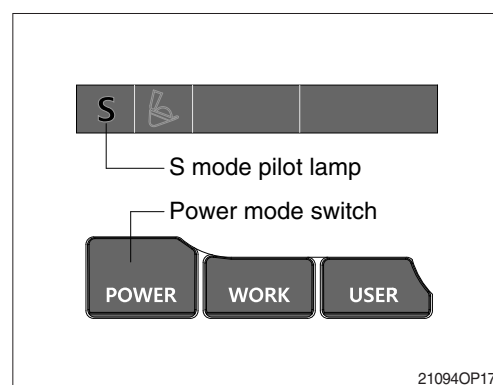 S
S mode pilot lamp
Power mode switch
POWER WORK USER
21094OP17